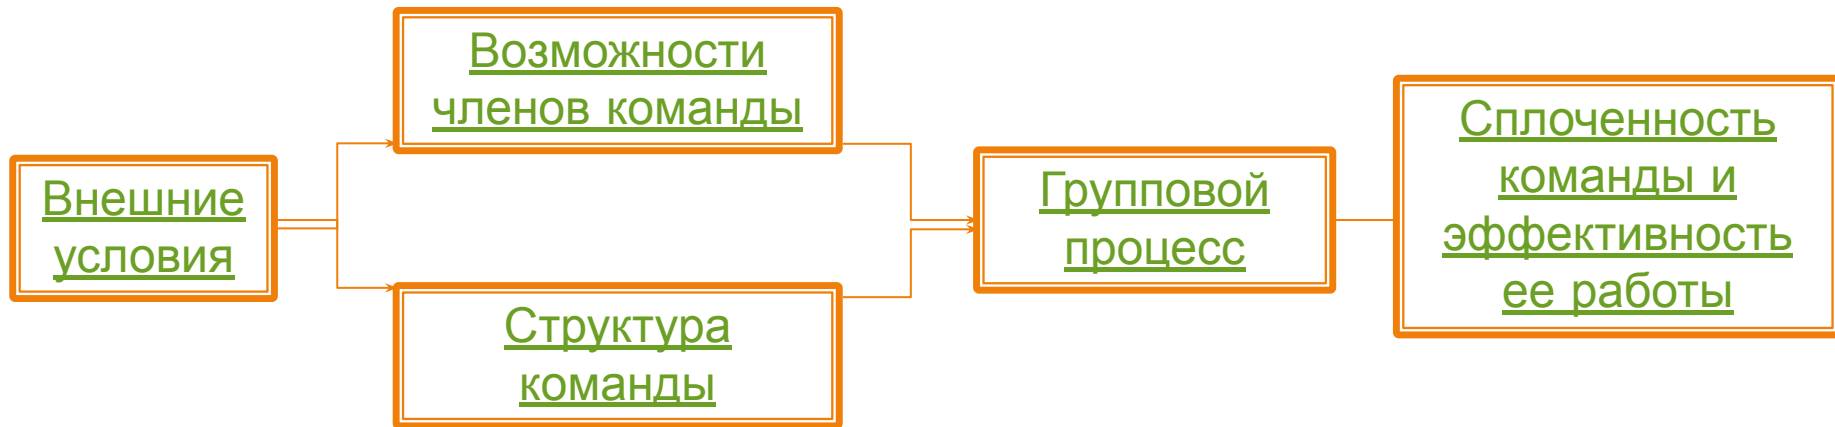 Внешние
условия
Возможности
членов команды
Структура
команды
Групповой
процесс
Сплоченность
команды и
эффективность
ее работы